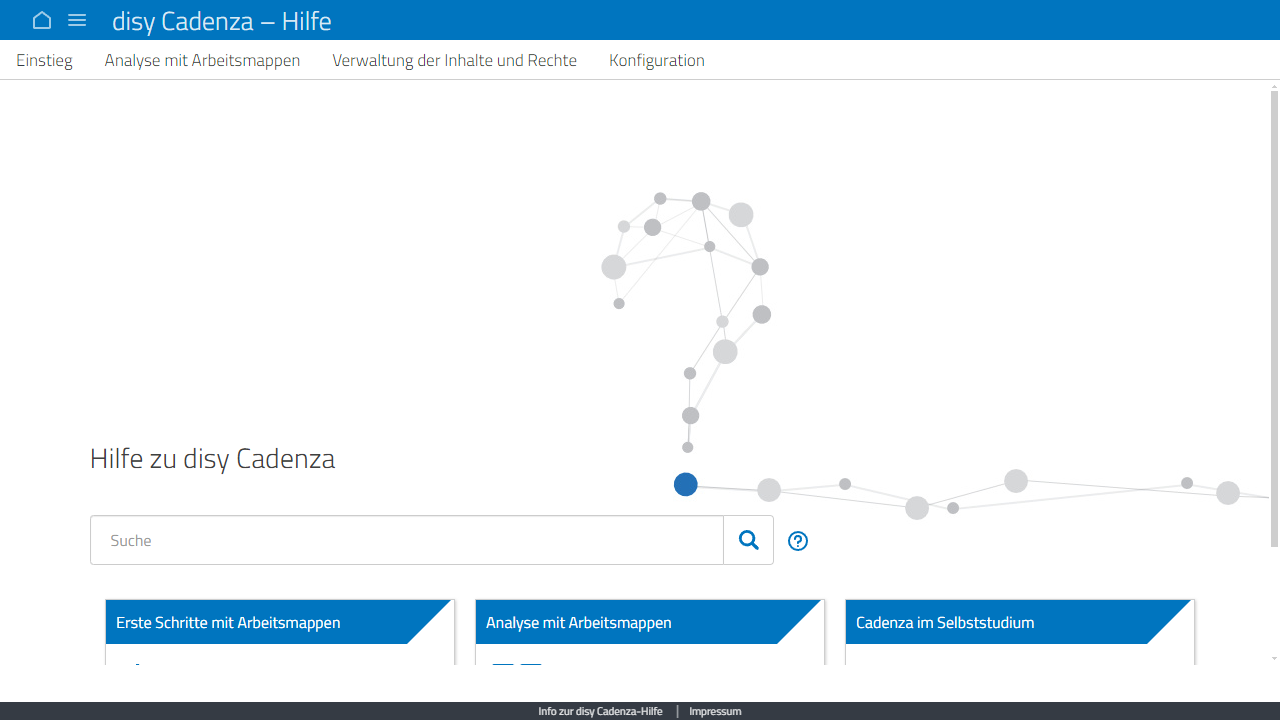 disy Cadenza – Hilfe
Einstieg
Analyse mit Arbeitsmappen
Verwaltung der Inhalte und Rechte
Konfiguration
Hilfe zu disy Cadenza
Suche
Erste Schritte mit Arbeitsmappen
Analyse mit Arbeitsmappen
Cadenza im Selbststudium
Info zur disy Cadenza-Hilfe | Impressum